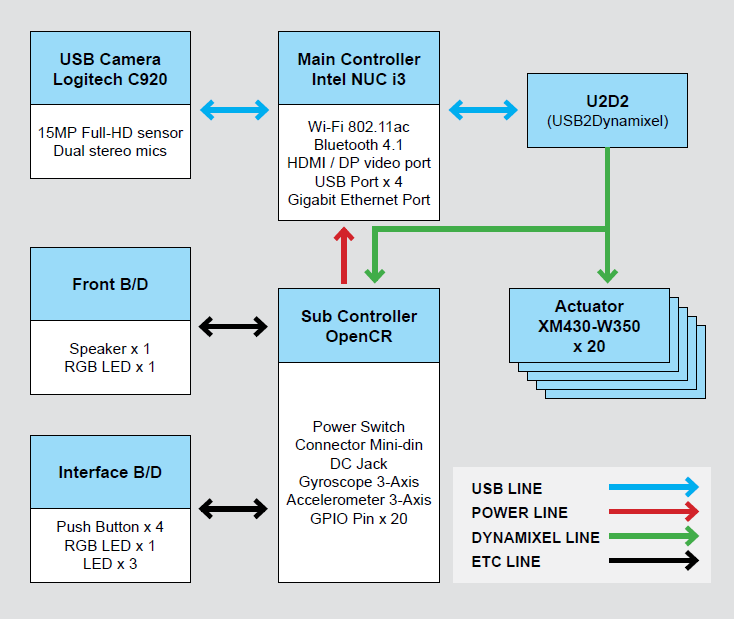 USB Camera
Logitech C920
15MP Full-HD sensor
Dual stereo mics
Main Controller
Intel NUC i3
Wi-Fi 802.11ac
Bluetooth 4.1
HDMI / DP video port
USB Port x 4
Gigabit Ethernet Port
U2D2
(USB2Dynamixel)
Front B/D
Speaker x 1
RGB LED x 1
Sub Controller
OpenCR
Power Switch
Connector Mini-din
DC Jack
Gyroscope 3-Axis
Accelerometer 3-Axis
GPIO Pin x 20
Actuator
XM430-W350
x 20
Interface B/D
Push Button x 4
RGB LED x 1
LED x 3
USB LINE
POWER LINE
DYNAMIXEL LINE
ETC LINE